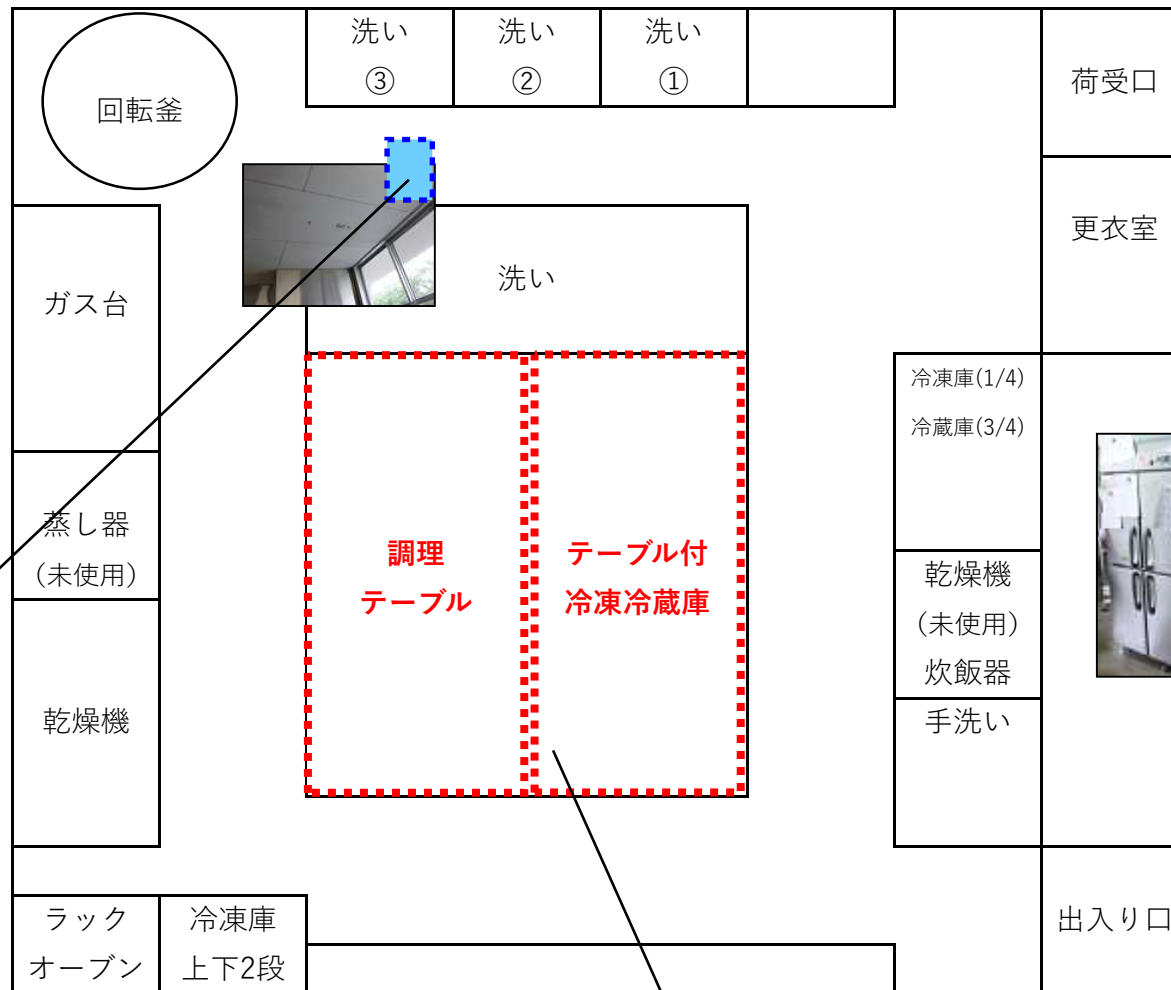 洗い
③
洗い
②
洗い
①
荷受口
回転釜
更衣室
洗い
ガス台
冷凍庫(1/4)
冷蔵庫(3/4)
蒸し器
(未使用)
調理
テーブル
テーブル付
冷凍冷蔵庫
乾燥機
(未使用)
炊飯器
手洗い
乾燥機
ラック
オーブン
冷凍庫
上下2段
出入り口